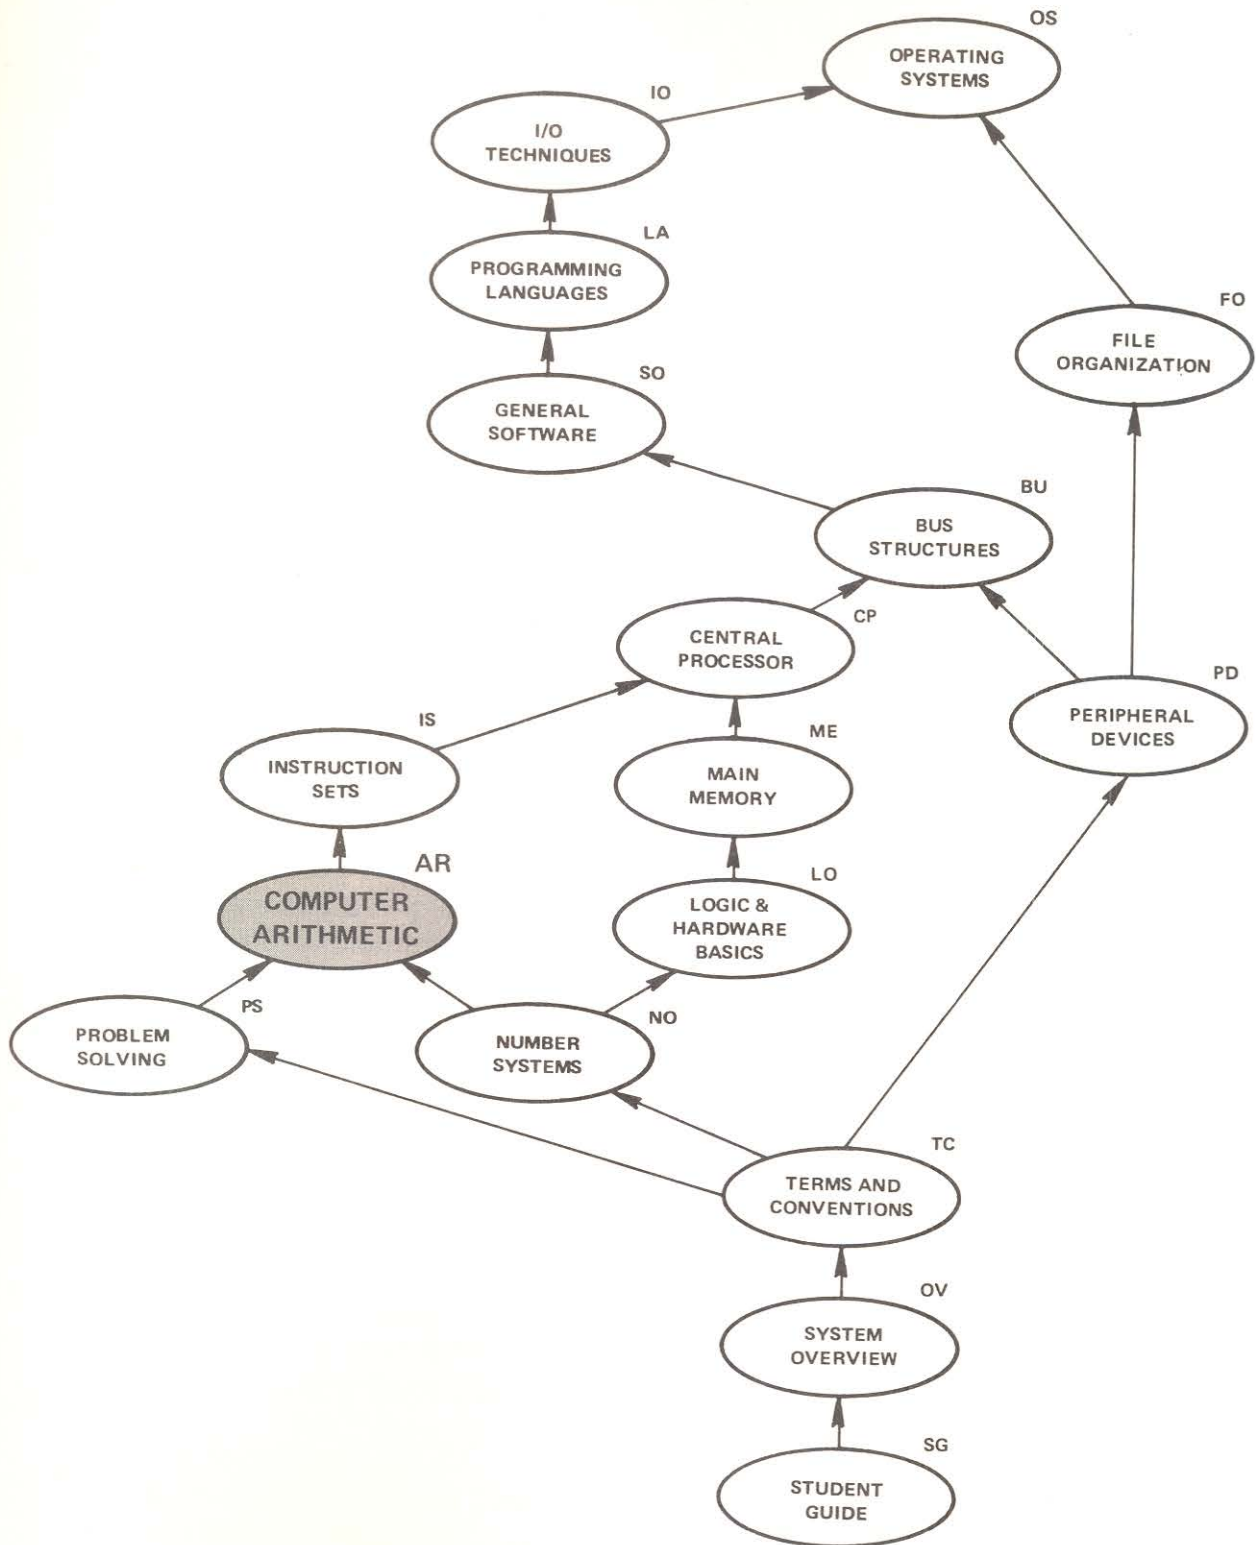 OS
OPERATING
SYSTEMS
IO
I/O
TECHNIQUES
LA
PROGRAMMING
LANGUAGES
FO
FILE
ORGANIZATION
SO
GENERAL
SOFTWARE
BU
BUS
STRUCTURES
CP
CENTRAL
PROCESSOR
PD
PERIPHERAL
DEVICES
IS
INSTRUCTION
SETS
ME
MAIN
MEMORY
AR
COMPUTER
ARITHMETIC
LO
LOGIC &
HARDWARE
BASICS
PS
PROBLEM
SOLVING
NO
NUMBER
SYSTEMS
TC
TERMS AND
CONVENTIONS
OV
SYSTEM
OVERVIEW
SG
STUDENT
GUIDE